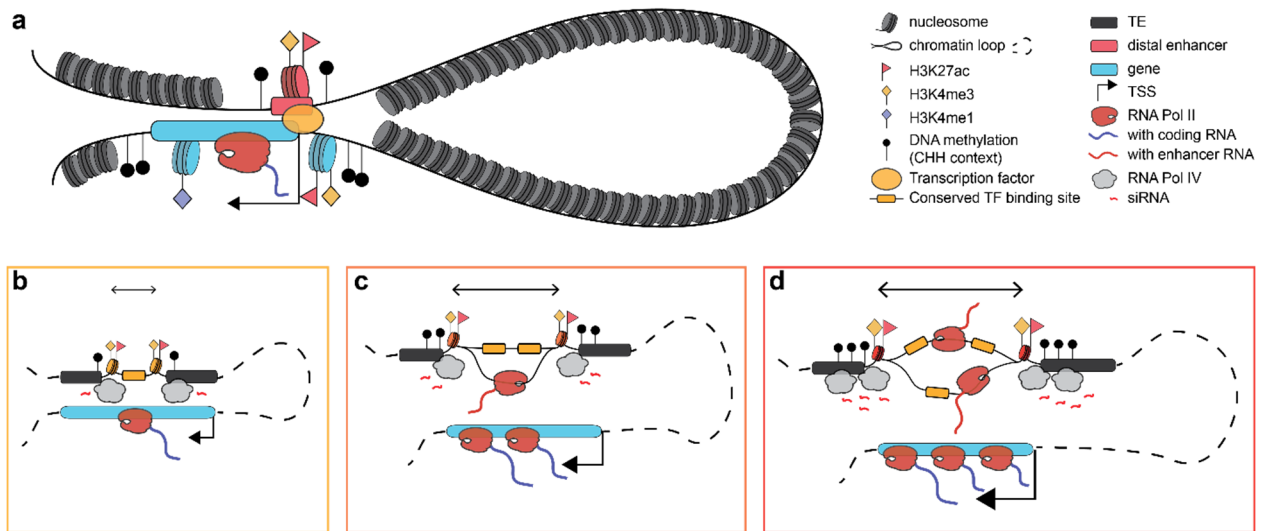 a
nucleosome
chromatin loop
H3K27ac
H3K4me3
H3K4me1
DNA methylation
(CHH context)
Transcription factor
Conserved TF binding site
TE
distal enhancer
gene
TSS
RNA Pol II
with coding RNA
with enhancer RNA
RNA Pol IV
siRNA
b
c
d